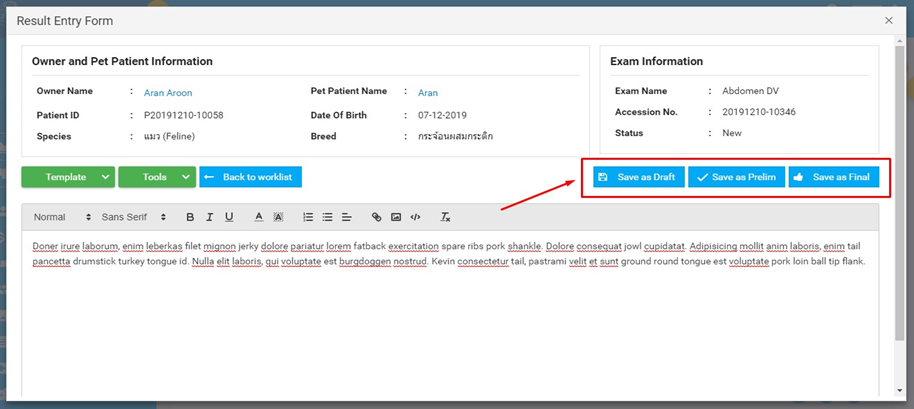 Result Entry Form
Owner and Pet Patient Information
Owner Name : Aran Aroon Pet Patient Name : Aran
Patient ID : P20191210-10058 Date Of Birth : 07-12-2019
Species : แมว (Feline) Breed : กระจ้อนผสมกระดิก
Exam Information
Exam Name : Abdomen DV
Accession No. : 20191210-10346
Status : New
Template Tools Back to worklist Save as Draft Save as Prelim Save as Final
Normal Sans Serif B I U A A
Doner irure laborum, enim leberkas filet mignon jerky dolore pariatur lorem fatback exercitation spare ribs pork shankle. Dolore consequat jowl cupidatat. Adipisicing mollit anim laboris, enim tail
pancetta drumstick turkey tongue id. Nulla elit laboris, qui voluptate est burgdoggen nostrud. Kevin consectetur tail, pastrami velit et sunt ground round tongue est voluptate pork loin ball tip flank.